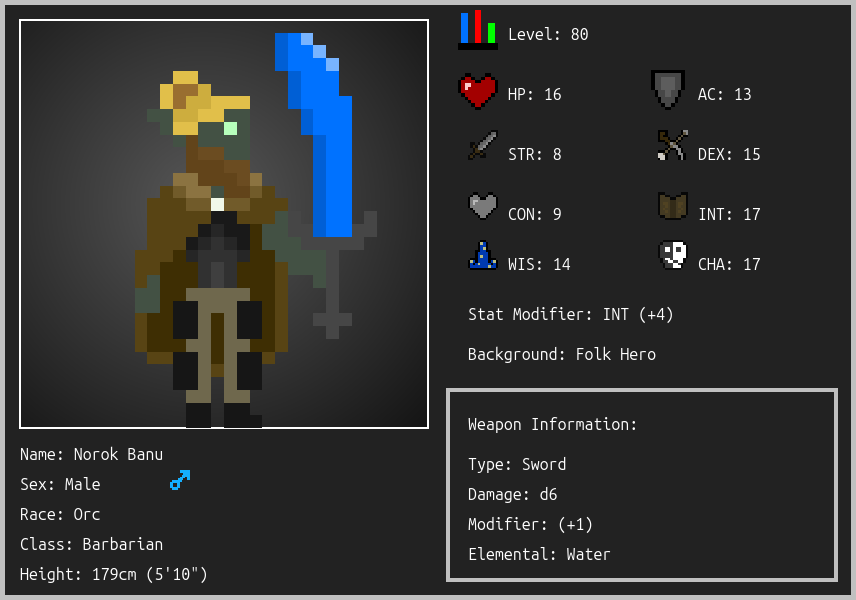 Level: 80
HP: 16
AC: 13
STR: 8
DEX: 15
CON: 9
INT: 17
WIS: 14
CHA: 17
Stat Modifier: INT (+4)
Background: Folk Hero
Weapon Information:
Type: Sword
Damage: d6
Modifier: (+1)
Elemental: Water
Name: Norok Banu
Sex: Male
Race: Orc
Class: Barbarian
Height: 179cm (5'10")